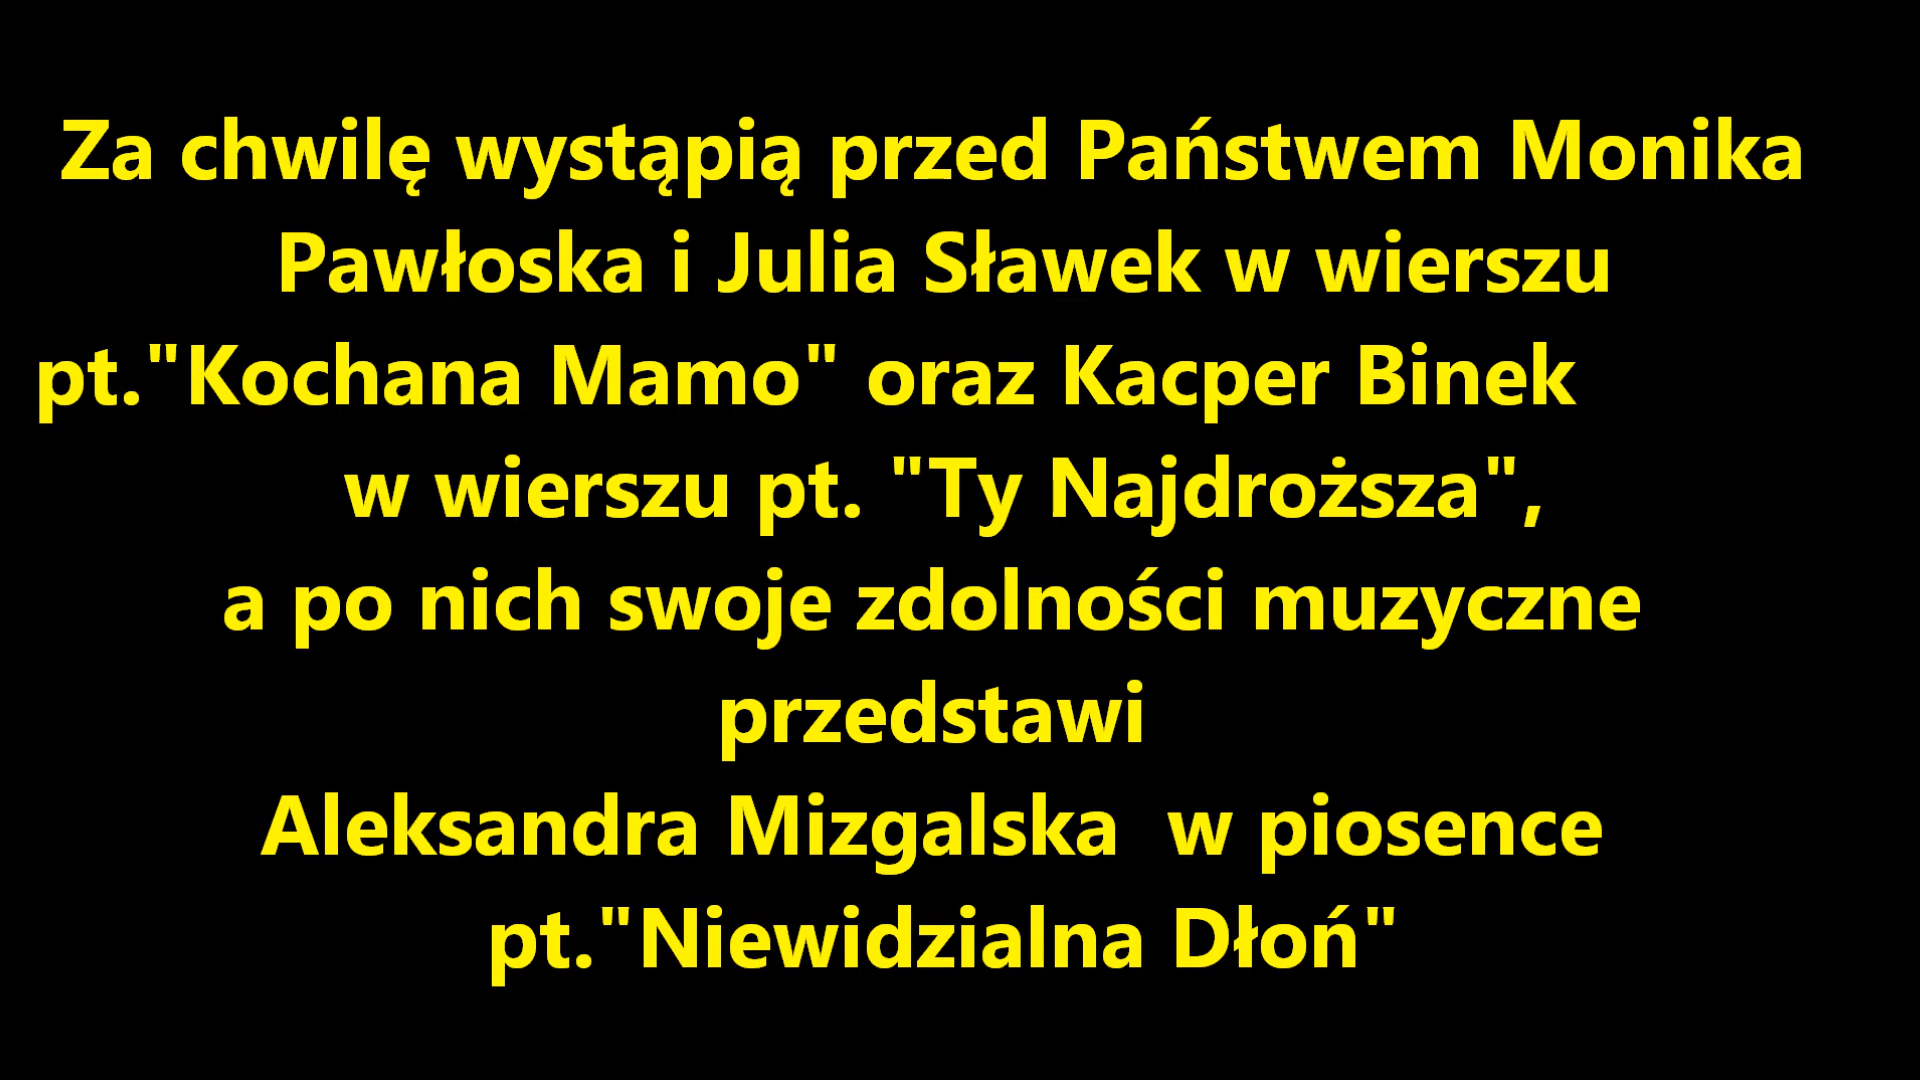 Za chwilę wystąpią przed Państwem Monika
Pawłoska i Julia Sławek w wierszu
pt."Kochana Mamo" oraz Kacper Binek
w wierszu pt. "Ty Najdroższa",
a po nich swoje zdolności muzyczne
przedstawi
Aleksandra Mizgalska  w piosence
pt."Niewidzialna Dłoń"